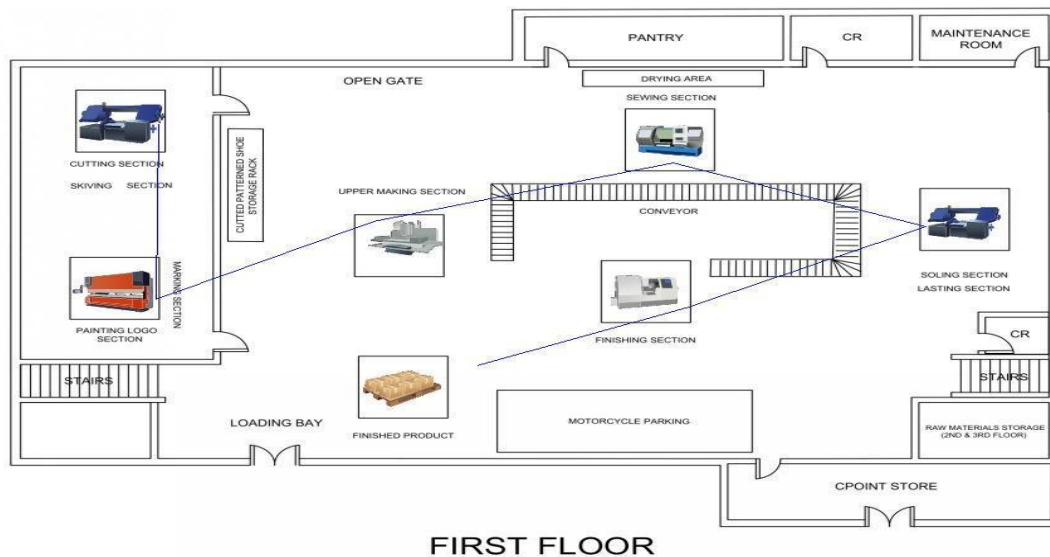 PANTRY
CR
MAINTENANCE
ROOM
OPEN GATE
DRYING AREA
SEWING SECTION
CUTTING SECTION
SKIVING SECTION
CUTTED PATTERNED SHOE
STORAGE RACK
UPPER MAKING SECTION
CONVEYOR
SOLING SECTION
LASTING SECTION
MARKING SECTION
PAINTING LOGO
SECTION
FINISHING SECTION
CR
STAIRS
STAIRS
LOADING BAY
FINISHED PRODUCT
MOTORCYCLE PARKING
RAW MATERIALS STORAGE
(2ND & 3RD FLOOR)
CPOINT STORE
FIRST FLOOR